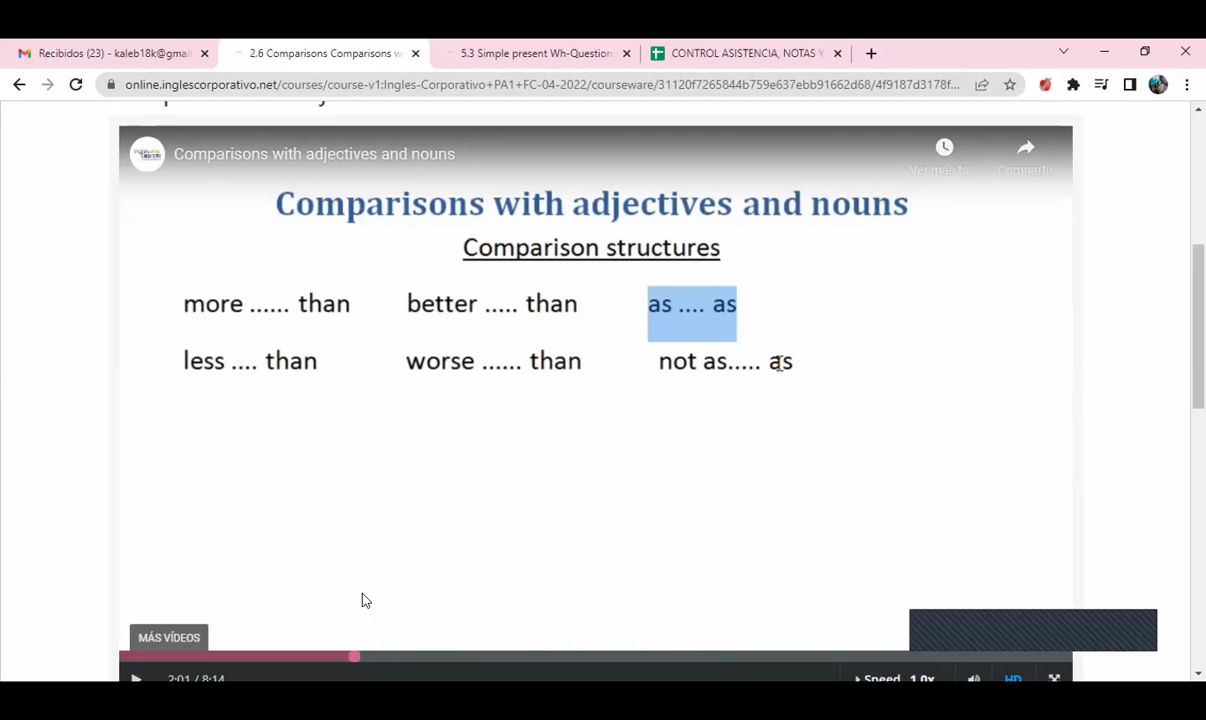 Recibidos (23) - kaleb18k@gmail
2.6 Comparisons Comparisons w
5.3 Simple present Wh-Question
CONTROL ASISTENCIA, NOTAS Y
online.inglescorporativo.net/courses/course-v1:Ingles-Corporativo+PA1+FC-04-2022/courseware/31120f7265844b759e637ebb91662d68/4f9187d3178f...
Comparisons with adjectives and nouns
Ver más ta
Compartir
Comparisons with adjectives and nouns
Comparison structures
more ...... than better ..... than as .... as
less .... than worse ...... than not as..... as
MÁS VÍDEOS
2:01 / 8:14
Speed 1.0x
HD